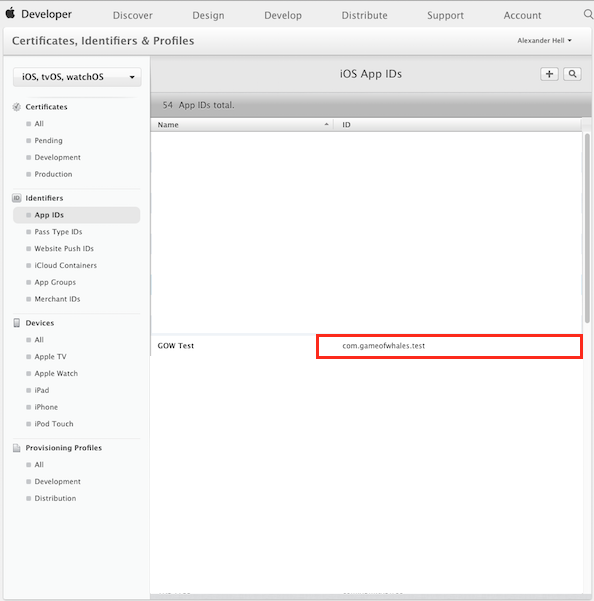 Developer
Discover
Design
Develop
Distribute
Support
Account
Certificates, Identifiers & Profiles
Alexander Hell
iOS, tvOS, watchOS
iOS App IDs
54 App IDs total.
Name
ID
Certificates
All
Pending
Development
Production
ID
Identifiers
App IDs
Pass Type IDs
Website Push IDs
iCloud Containers
App Groups
Merchant IDs
Devices
All
Apple TV
Apple Watch
iPad
iPhone
iPod Touch
Provisioning Profiles
All
Development
Distribution
GOW Test
com.gameofwhales.test